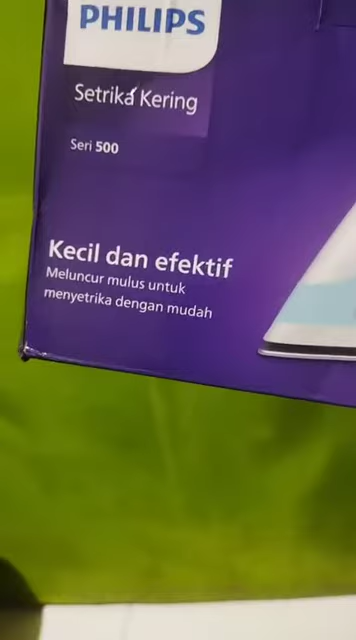 PHILIPS
Setrika Kering
Seri 500
Kecil dan efektif
Meluncur mulus untuk
menyetrika dengan mudah